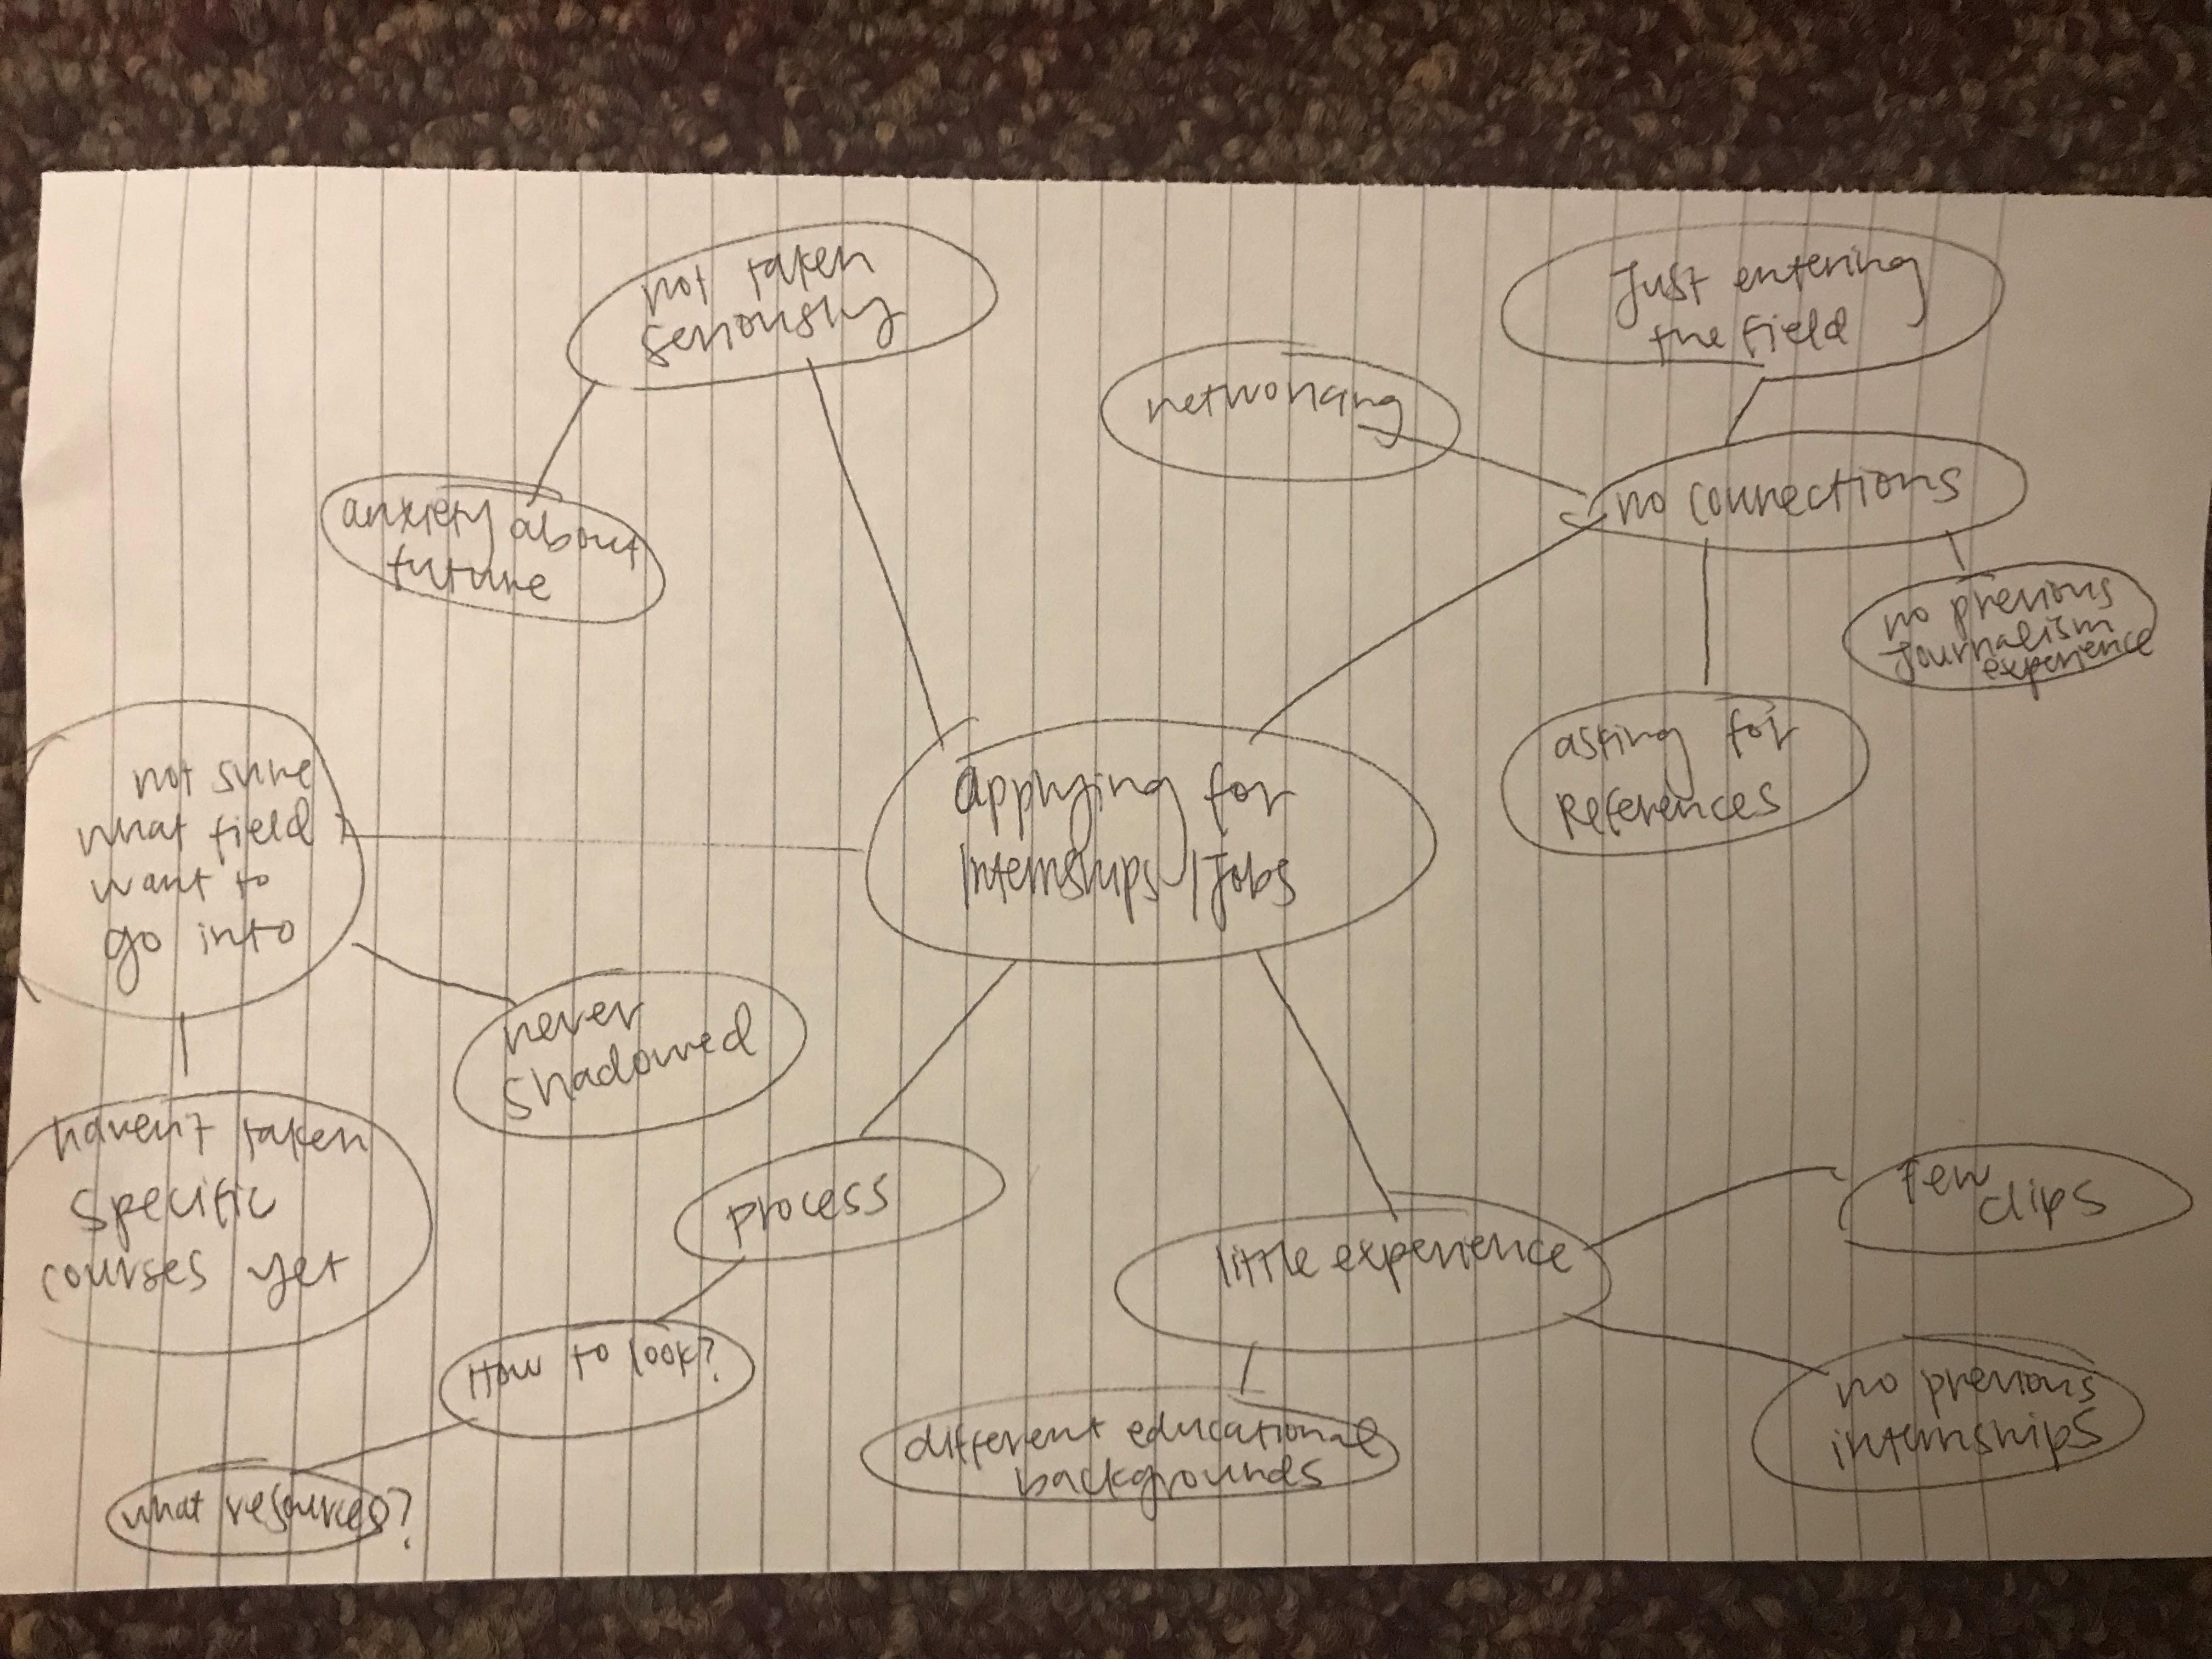 not taken
seriously
Just entering
the field
networking
no connections
anxiety about
future
no previous
Journalism
experience
asking for
References
applying for
Internships/Jobs
not sure
what field
want to
go into
never
shadowed
haven't taken
specific
courses yet
process
Few
clips
little experience
How to look?
no previous
internships
different educational
backgrounds
what resources?